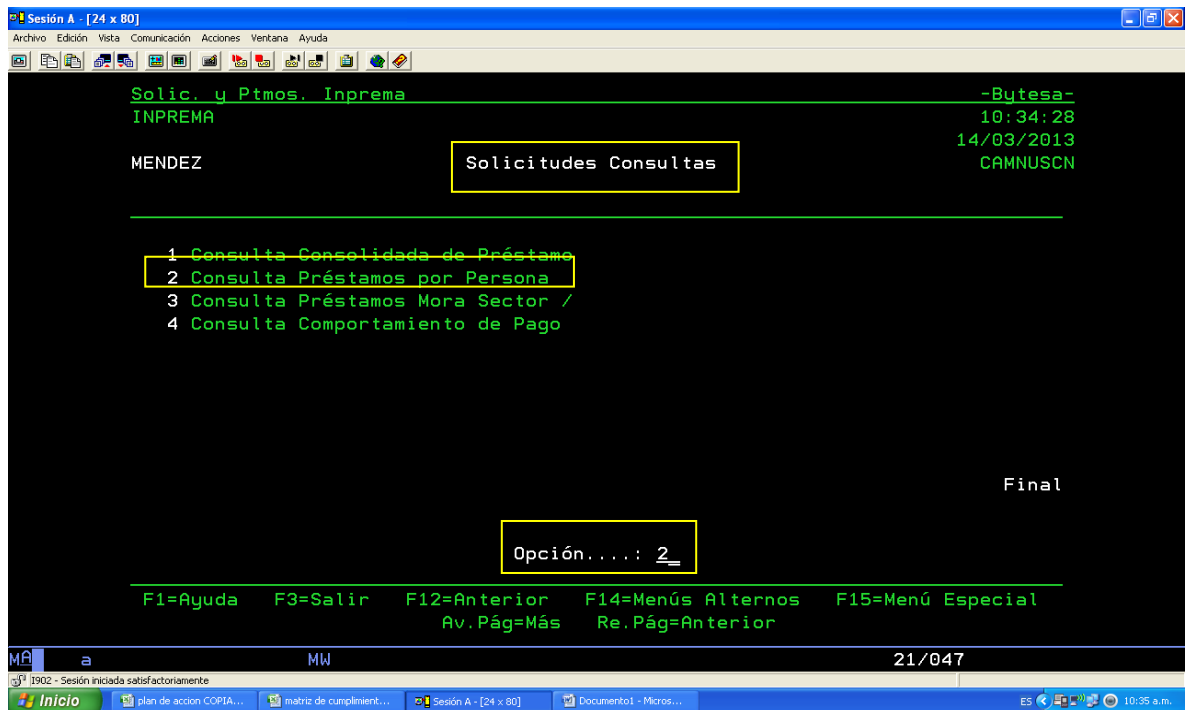 Sesión A - [24 x 80]
Archivo Edición Vista Comunicación Acciones Ventana Ayuda
Solic. y Ptmos. Inprema -Bytesa-
INPREMA 10:34:28
14/03/2013
MENDEZ Solicitudes Consultas CAMNUSCN
1 Consulta Consolidada de Préstamo
2 Consulta Préstamos por Persona
3 Consulta Préstamos Mora Sector /
4 Consulta Comportamiento de Pago
Final
Opción....: 2_
F1=Ayuda F3=Salir F12=Anterior F14=Menús Alternos F15=Menú Especial
Av.Pág=Más Re.Pág=Anterior
MA a MW 21/047
I902 - Sesión iniciada satisfactoriamente
Inicio plan de accion COPIA... matriz de cumplimient... Sesión A - [24 x 80] Documento1 - Micros... ES 10:35 a.m.